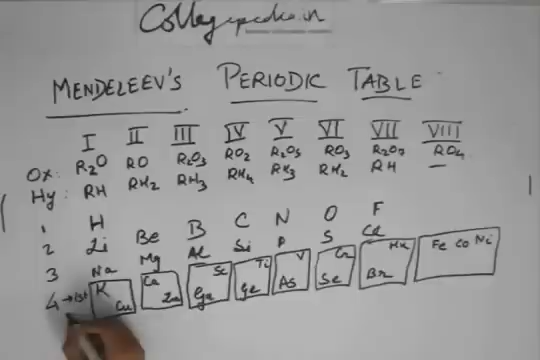 Collegepedia.in
MENDELEEV'S PERIODIC TABLE
I II III IV V VI VII VIII
Ox: R2O RO R2O3 RO2 R2O5 RO3 R2O7 RO4
Hy: RH RH2 RH3 RH4 RH3 RH2 RH —
1 H
2 Li Be B C N O F
3 Na Mg Al Si P S Cl
4 → 1st K Ca Sc Ti V Cr Mn Fe Co Ni
Cu Zn Ga Ge As Se Br